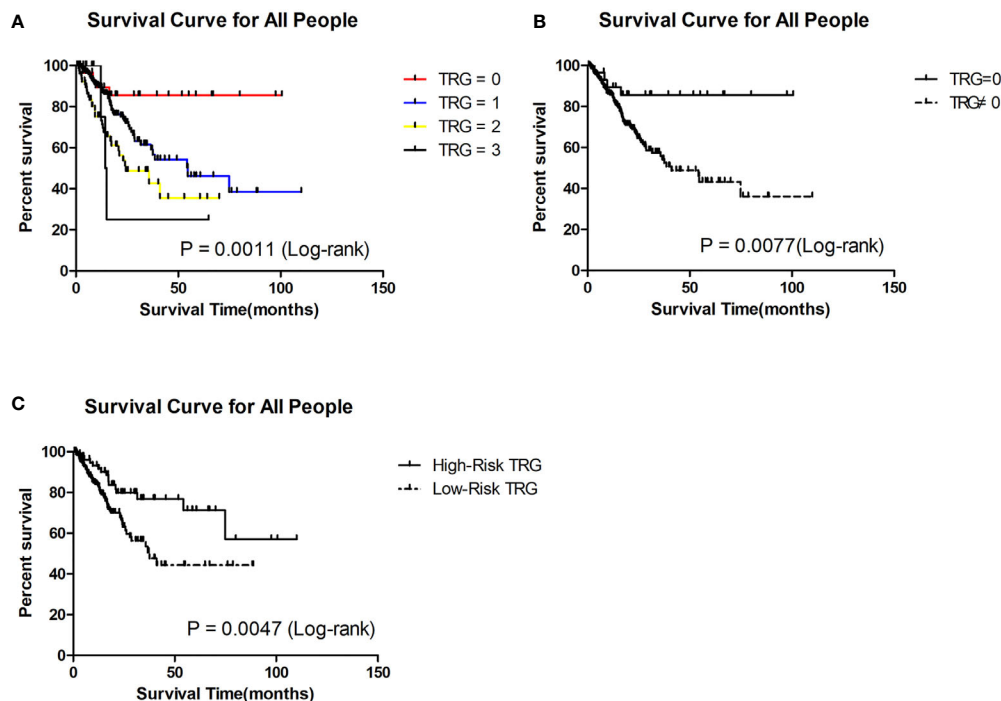 A
Survival Curve for All People
Percent survival
100
80
60
40
20
0
P = 0.0011 (Log-rank)
0 50 100 150
Survival Time(months)
TRG = 0
TRG = 1
TRG = 2
TRG = 3
B
Survival Curve for All People
Percent survival
100
80
60
40
20
0
P = 0.0077(Log-rank)
0 50 100 150
Survival Time(months)
TRG=0
TRG≠ 0
C
Survival Curve for All People
Percent survival
100
80
60
40
20
0
P = 0.0047 (Log-rank)
0 50 100 150
Survival Time(months)
High-Risk TRG
Low-Risk TRG